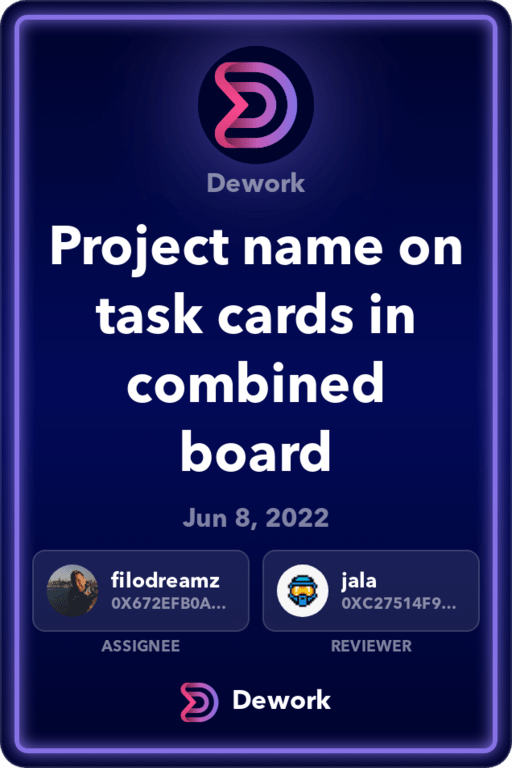 Dework
Project name on
task cards in
combined
board
Jun 8, 2022
filodreamz
0X672EFB0A...
jala
0XC27514F9...
ASSIGNEE
REVIEWER
Dework